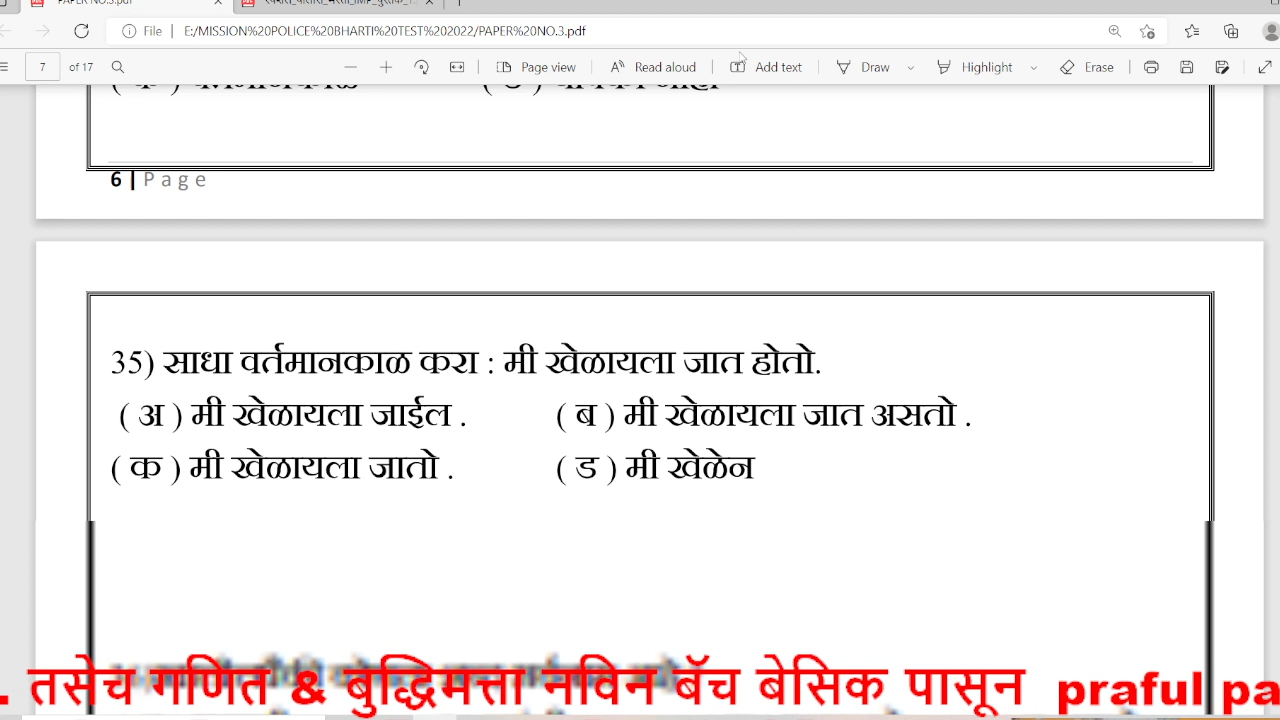 PAPER NO.3.pdf
File | E:/MISSION%20POLICE%20BHARTI%20TEST%202022/PAPER%20NO.3.pdf
7 of 17 Page view Read aloud Add text Draw Highlight Erase
6 | Page
35) साधा वर्तमानकाळ करा : मी खेळायला जात होतो.
( अ ) मी खेळायला जाईल . ( ब ) मी खेळायला जात असतो .
( क ) मी खेळायला जातो . ( ड ) मी खेळेन
. तसेच गणित & बुद्धिमत्ता नविन बॅच बेसिक पासून praful pa